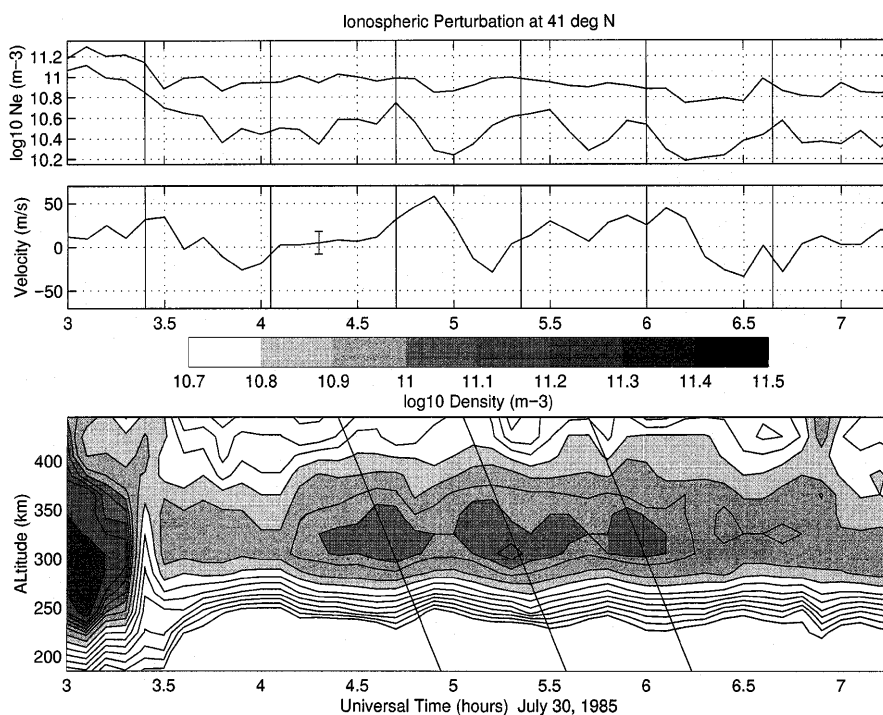 Ionospheric Perturbation at 41 deg N
log10 Ne (m−3)
11.2
11
10.8
10.6
10.4
10.2
Velocity (m/s)
50
0
−50
3 3.5 4 4.5 5 5.5 6 6.5 7
10.7 10.8 10.9 11 11.1 11.2 11.3 11.4 11.5
log10 Density (m−3)
ALtitude (km)
400
350
300
250
200
3 3.5 4 4.5 5 5.5 6 6.5 7
Universal Time (hours) July 30, 1985